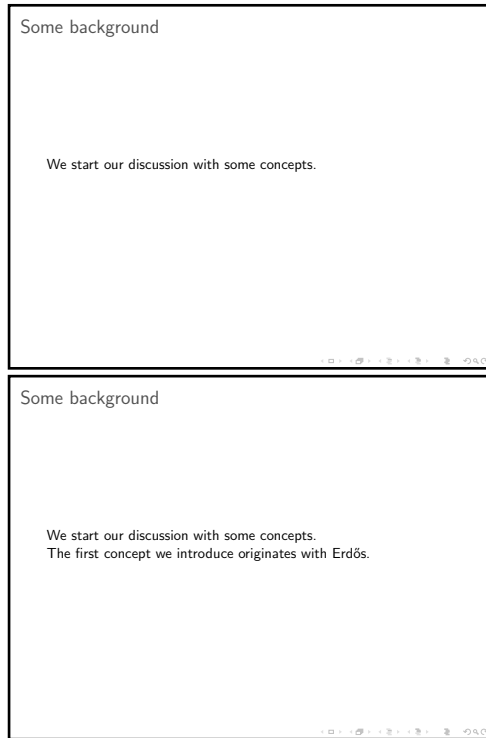 Some background
We start our discussion with some concepts.
Some background
We start our discussion with some concepts.
The first concept we introduce originates with Erdős.